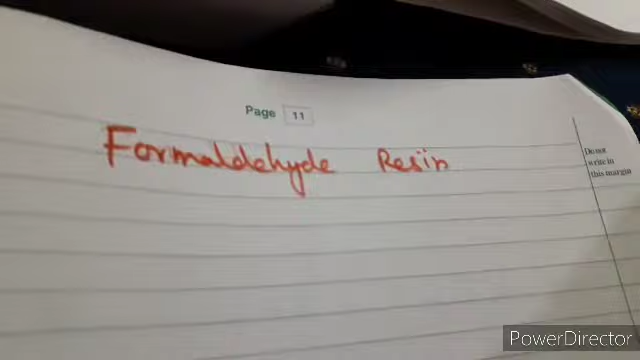 Page 11
Formaldehyde Resin
Do not
write in
this margin
PowerDirector